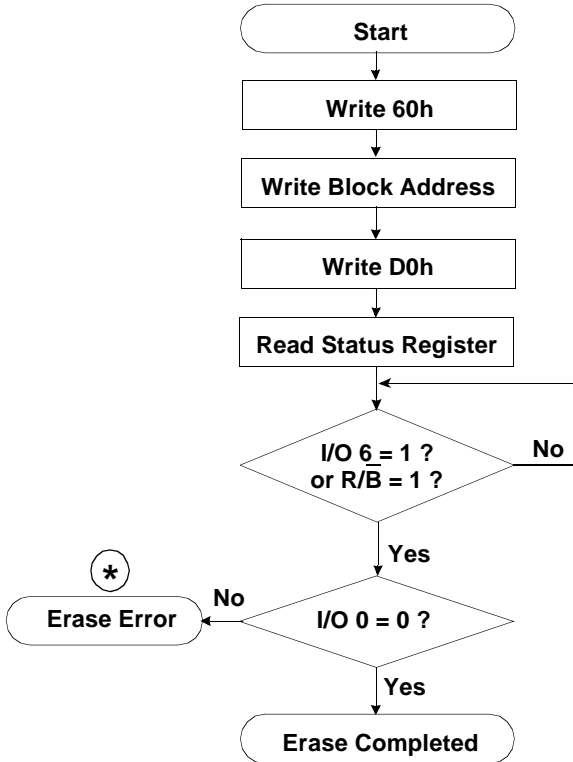 Start
Write 60h
Write Block Address
Write D0h
Read Status Register
I/O 6 = 1 ?
or R/B̅ = 1 ?
No
Yes
*
No
Erase Error
I/O 0 = 0 ?
Yes
Erase Completed